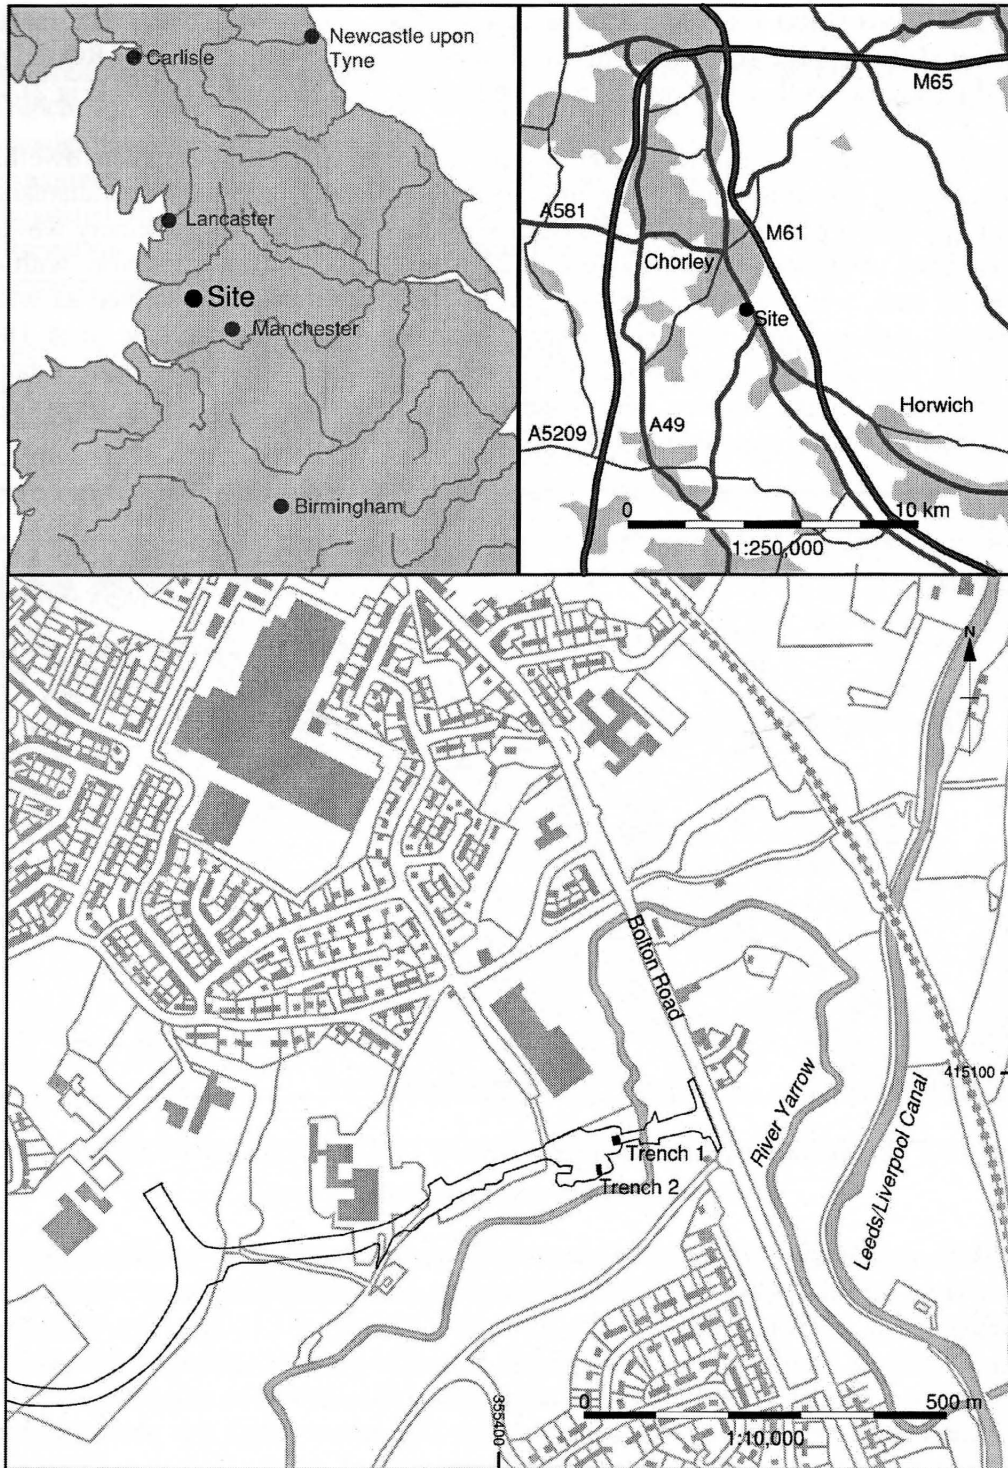 Newcastle upon
Tyne
Carlisle
Lancaster
Site
Manchester
Birmingham
M65
A581
M61
Chorley
Site
Horwich
A5209
A49
0
10 km
1:250,000
N
Bolton Road
415100
River Yarrow
Leeds/Liverpool Canal
Trench 1
Trench 2
355400
0
500 m
1:10,000